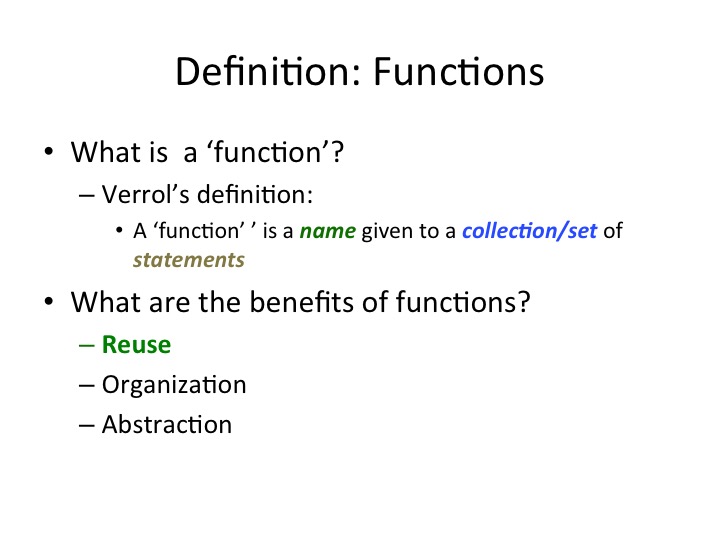 Definition: Functions
• What is  a ‘function’?
– Verrol’s definition:
• A ‘function’ ’ is a name given to a collection/set of
statements
• What are the benefits of functions?
– Reuse
– Organization
– Abstraction